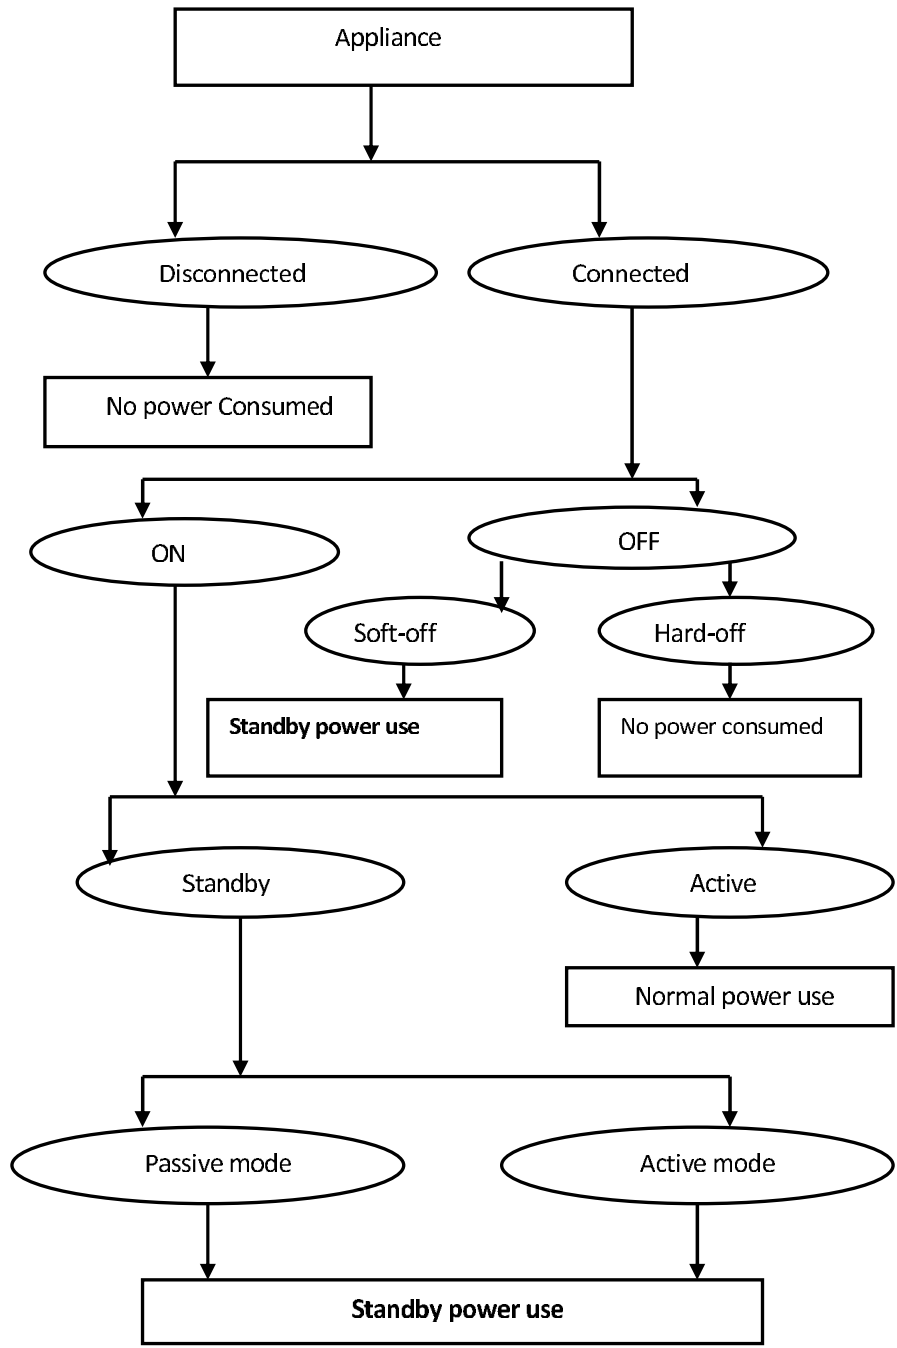 Appliance
Disconnected
Connected
No power Consumed
ON
OFF
Soft-off
Hard-off
Standby power use
No power consumed
Standby
Active
Normal power use
Passive mode
Active mode
Standby power use